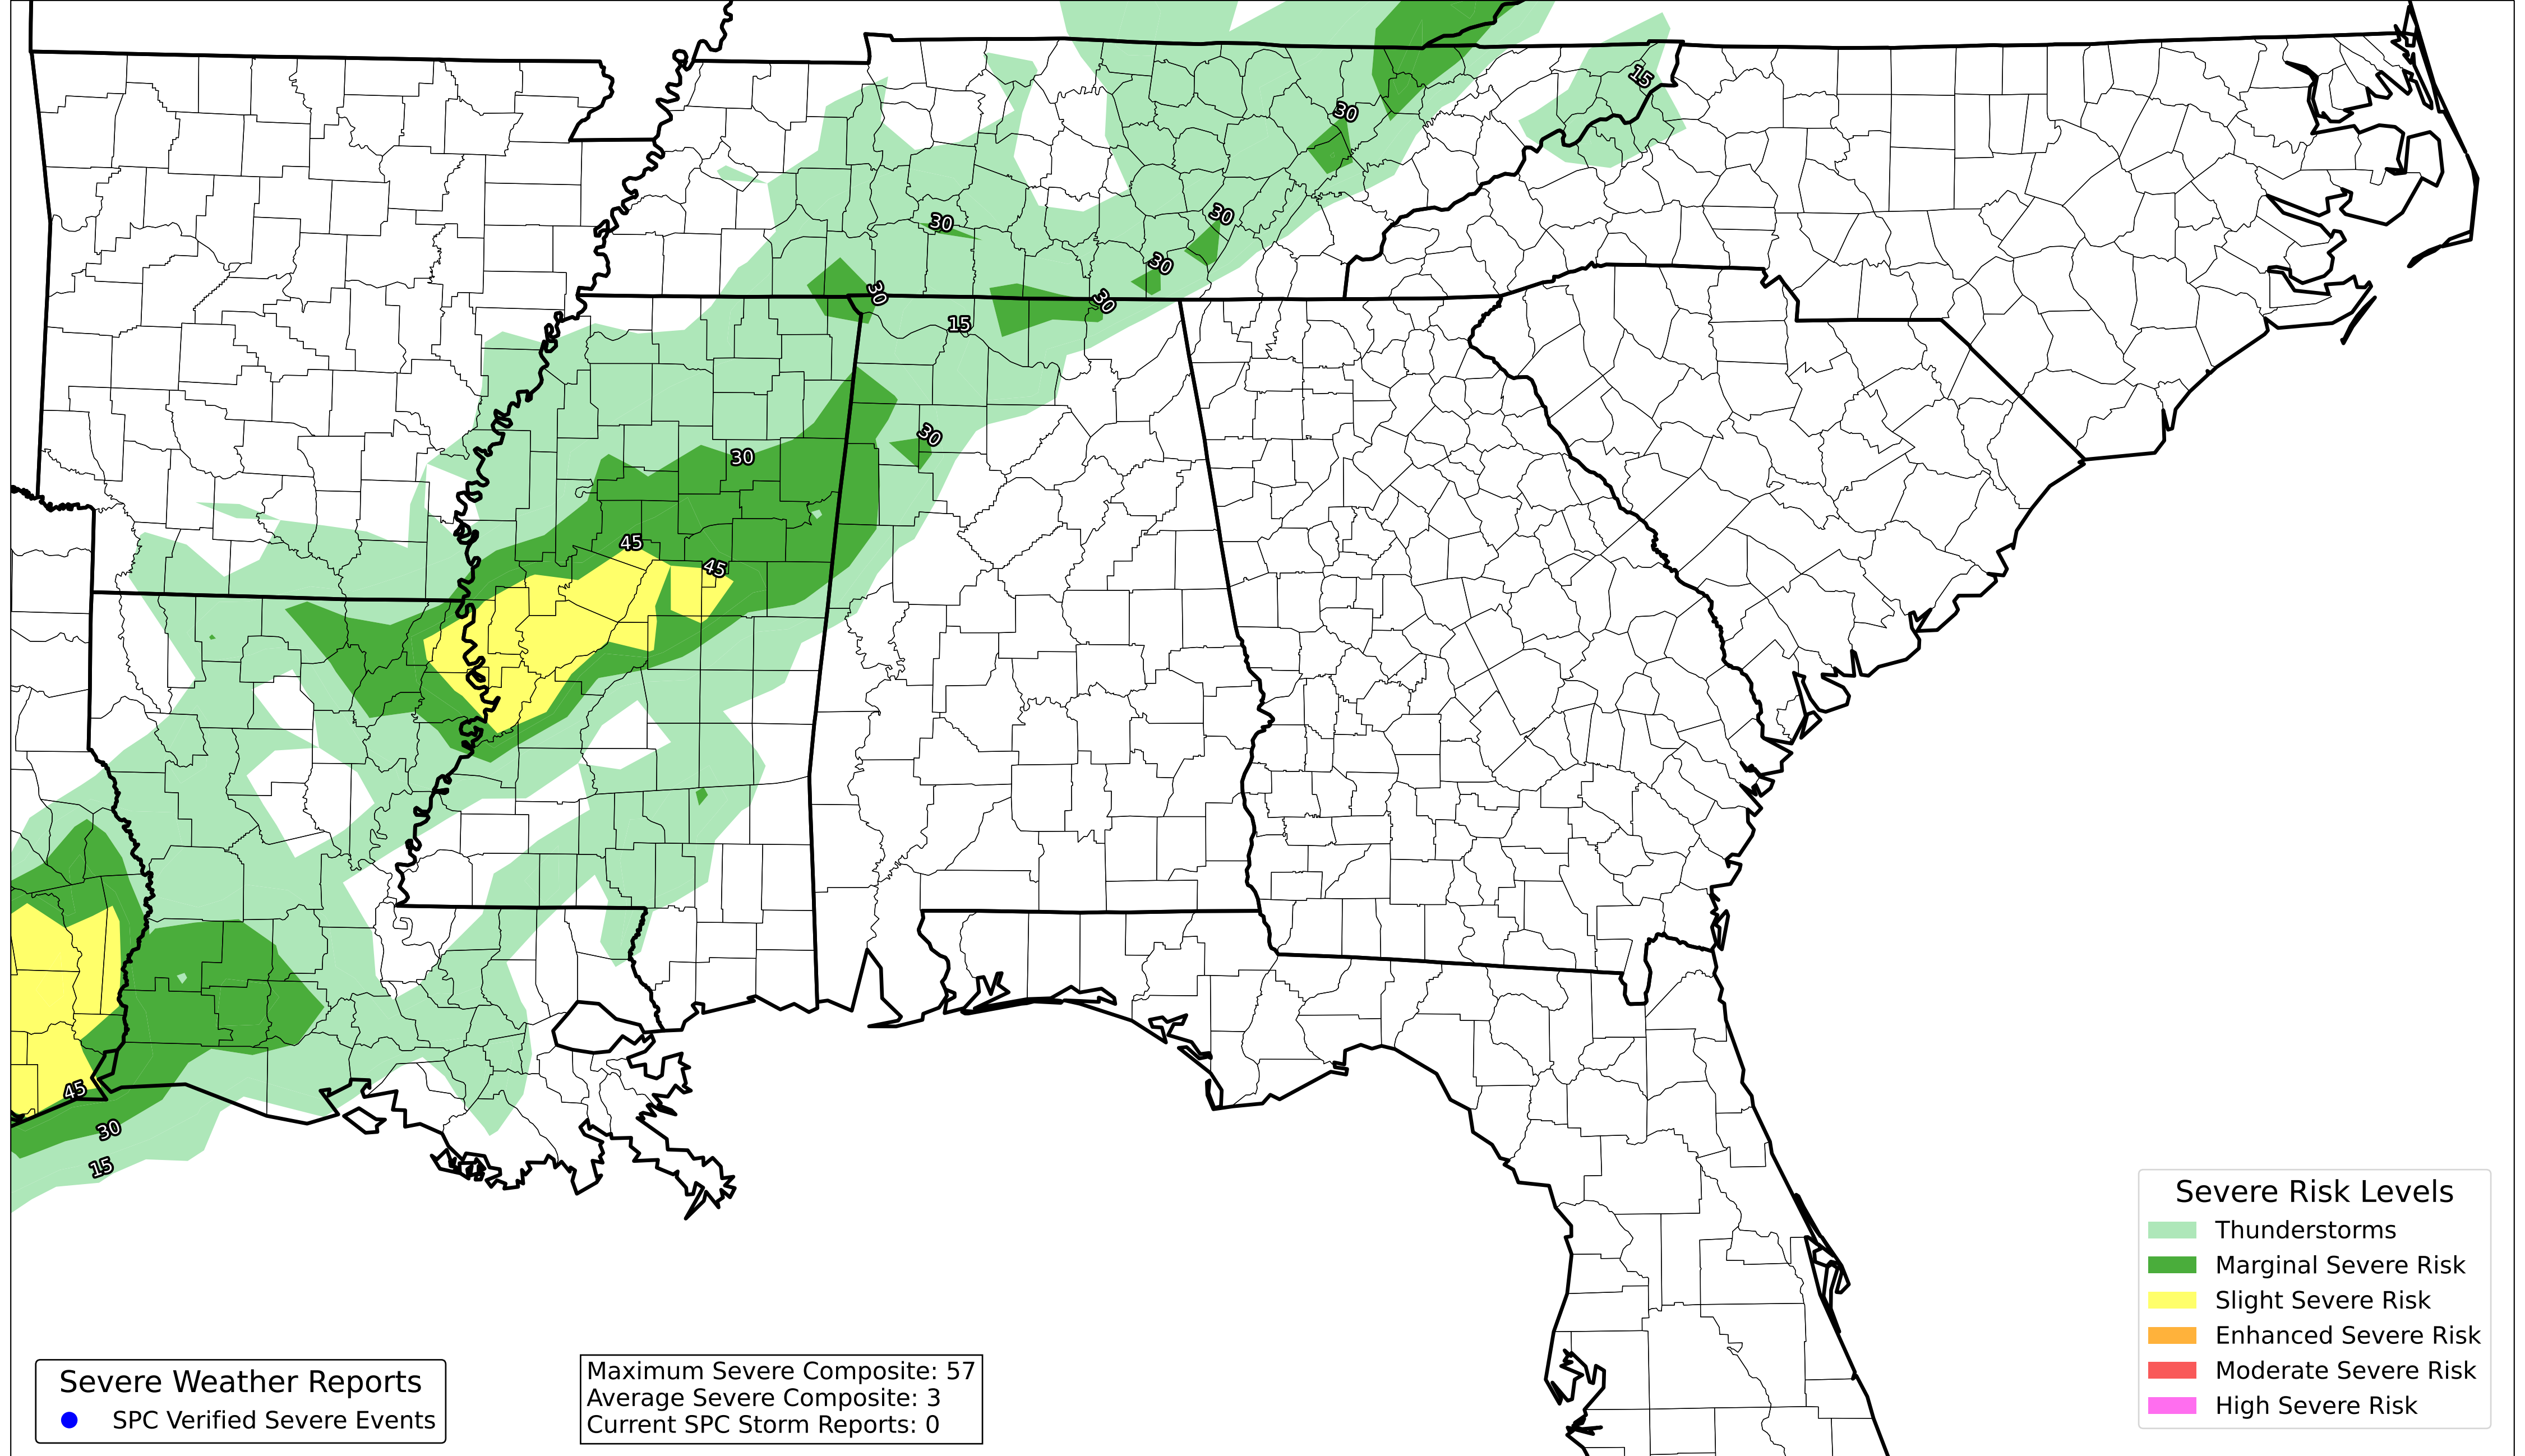 15
30
30
30
30
30
30
15
30
30
45
45
45
30
15
Severe Risk Levels
Thunderstorms
Marginal Severe Risk
Slight Severe Risk
Enhanced Severe Risk
Moderate Severe Risk
High Severe Risk
Severe Weather Reports
SPC Verified Severe Events
Maximum Severe Composite: 57
Average Severe Composite: 3
Current SPC Storm Reports: 0